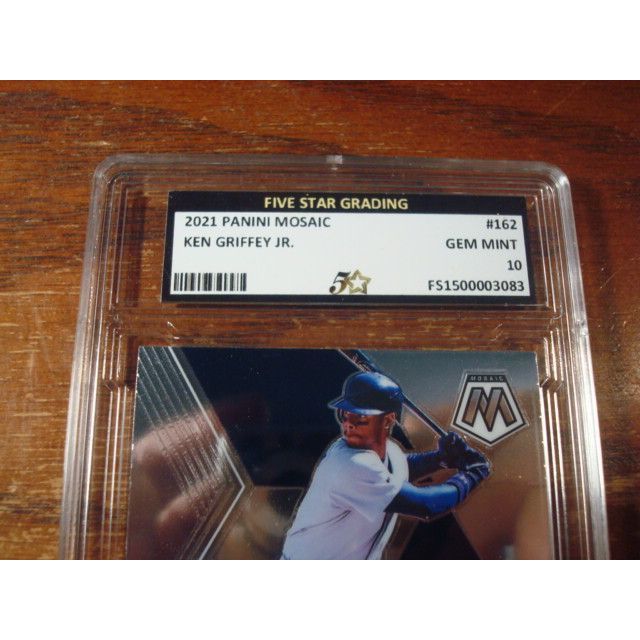 FIVE STAR GRADING
2021 PANINI MOSAIC #162
KEN GRIFFEY JR. GEM MINT
10
5
FS1500003083
MOSAIC
M